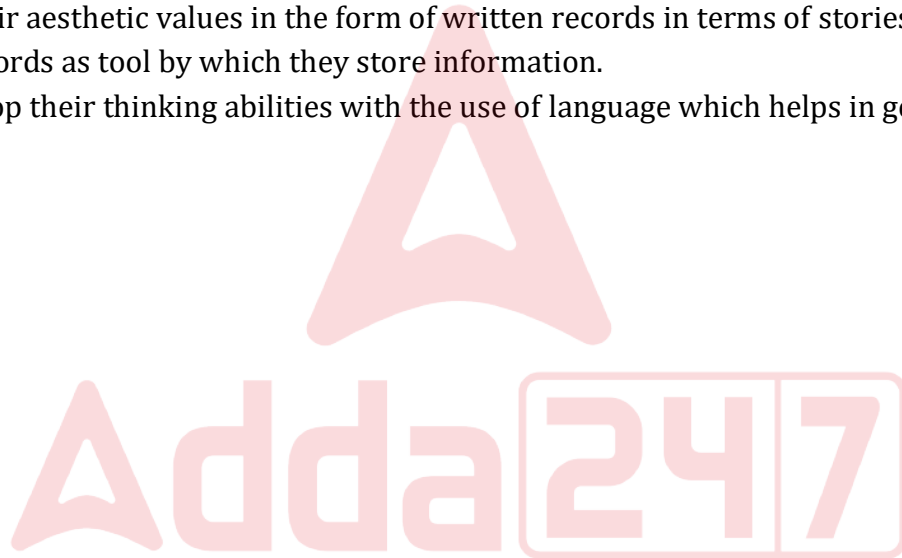 ir aesthetic values in the form of written records in terms of stories
ords as tool by which they store information.
op their thinking abilities with the use of language which helps in ge
Adda247